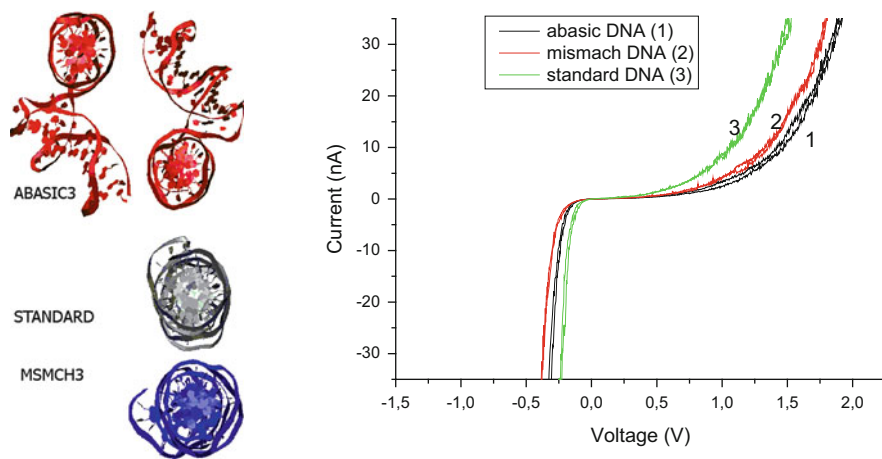 ABASIC3
STANDARD
MSMCH3
abasic DNA (1)
mismach DNA (2)
standard DNA (3)
30
20
10
0
-10
-20
-30
Current (nA)
3
2
1
-1,5
-1,0
-0,5
0,0
0,5
1,0
1,5
2,0
Voltage (V)